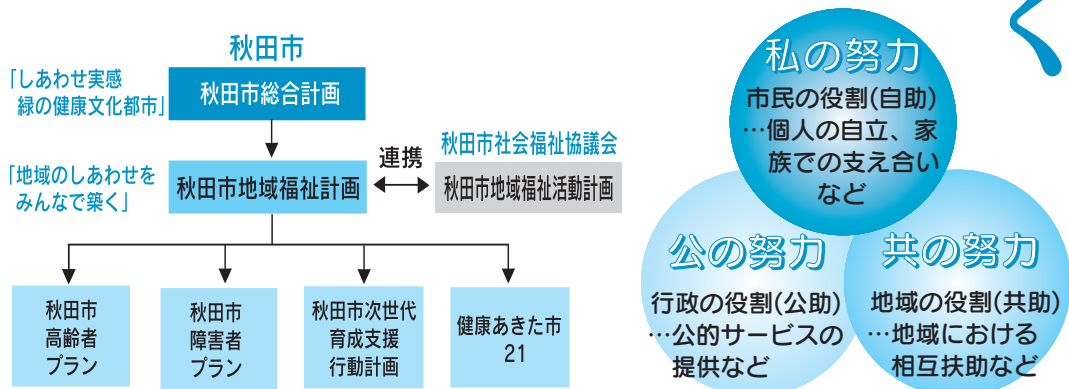 秋田市
「しあわせ実感
緑の健康文化都市」
秋田市総合計画
「地域のしあわせを
みんなで築く」
秋田市地域福祉計画
連携
秋田市社会福祉協議会
秋田市地域福祉活動計画
秋田市
高齢者
プラン
秋田市
障害者
プラン
秋田市次世代
育成支援
行動計画
健康あきた市
21
く
私の努力
市民の役割(自助)
…個人の自立、家
族での支え合い
など
公の努力
行政の役割(公助)
…公的サービスの
提供など
共の努力
地域の役割(共助)
…地域における
相互扶助など